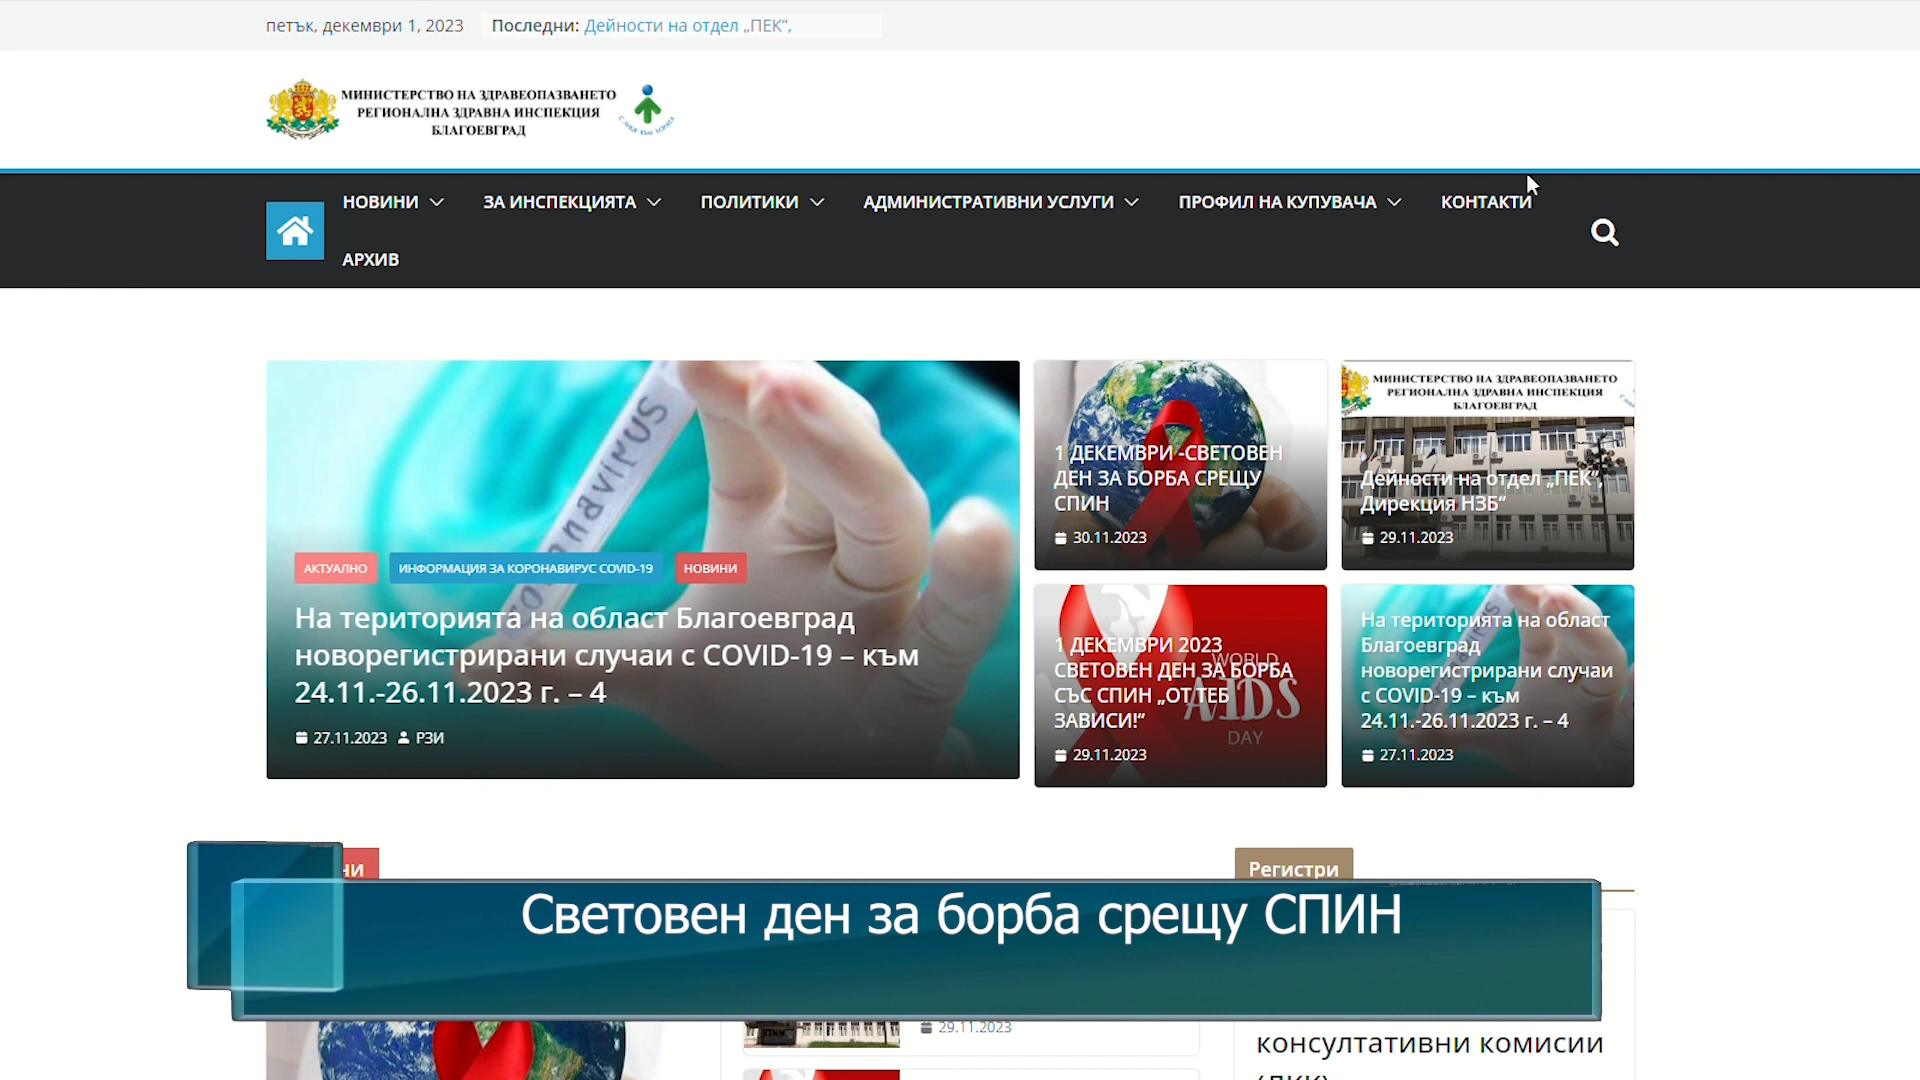 петък, декември 1, 2023
Последни: Дейности на отдел „ПЕК“,
МИНИСТЕРСТВО НА ЗДРАВЕОПАЗВАНЕТО
РЕГИОНАЛНА ЗДРАВНА ИНСПЕКЦИЯ
БЛАГОЕВГРАД
С ЛИЦЕ КЪМ ХОРАТА
НОВИНИ
ЗА ИНСПЕКЦИЯТА
ПОЛИТИКИ
АДМИНИСТРАТИВНИ УСЛУГИ
ПРОФИЛ НА КУПУВАЧА
КОНТАКТИ
АРХИВ
АКТУАЛНО
ИНФОРМАЦИЯ ЗА КОРОНАВИРУС COVID-19
НОВИНИ
На територията на област Благоевград
новорегистрирани случаи с COVID-19 – към
24.11.-26.11.2023 г. – 4
27.11.2023 РЗИ
1 ДЕКЕМВРИ -СВЕТОВЕН
ДЕН ЗА БОРБА СРЕЩУ
СПИН
30.11.2023
МИНИСТЕРСТВО НА ЗДРАВЕОПАЗВАНЕТО
РЕГИОНАЛНА ЗДРАВНА ИНСПЕКЦИЯ
БЛАГОЕВГРАД
Дейности на отдел „ПЕК“,
Дирекция НЗБ“
29.11.2023
1 ДЕКЕМВРИ 2023
СВЕТОВЕН ДЕН ЗА БОРБА
СЪС СПИН „ОТ ТЕБ
ЗАВИСИ!“
WORLD
AIDS
DAY
29.11.2023
На територията на област
Благоевград
новорегистрирани случаи
с COVID-19 – към
24.11.-26.11.2023 г. – 4
27.11.2023
Регистри
Световен ден за борба срещу СПИН
29.11.2023
консултативни комисии